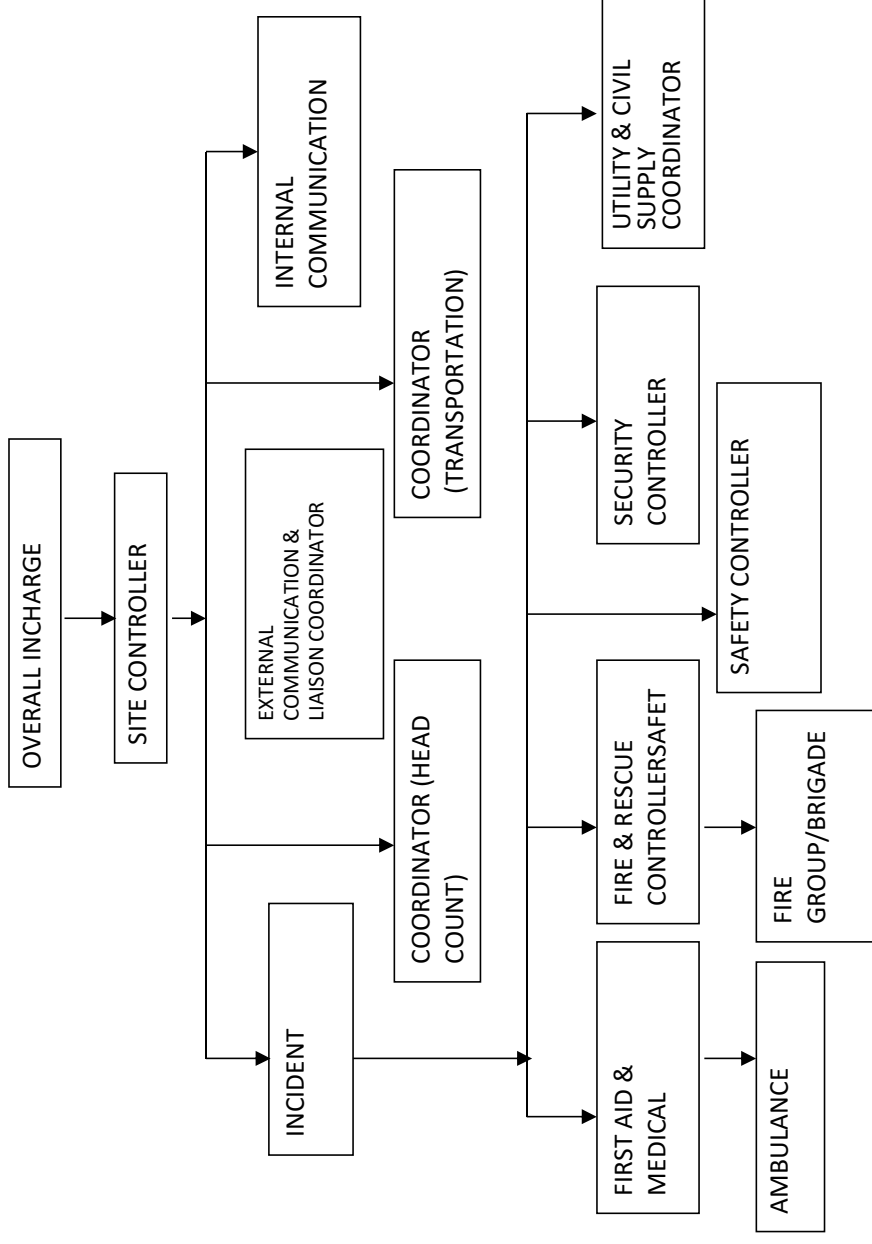 OVERALL INCHARGE
SITE CONTROLLER
INCIDENT
EXTERNAL
COMMUNICATION &
LIAISON COORDINATOR
INTERNAL
COMMUNICATION
COORDINATOR (HEAD
COUNT)
COORDINATOR
(TRANSPORTATION)
FIRST AID &
MEDICAL
FIRE & RESCUE
CONTROLLERSAFET
SECURITY
CONTROLLER
UTILITY & CIVIL
SUPPLY
COORDINATOR
SAFETY CONTROLLER
AMBULANCE
FIRE
GROUP/BRIGADE